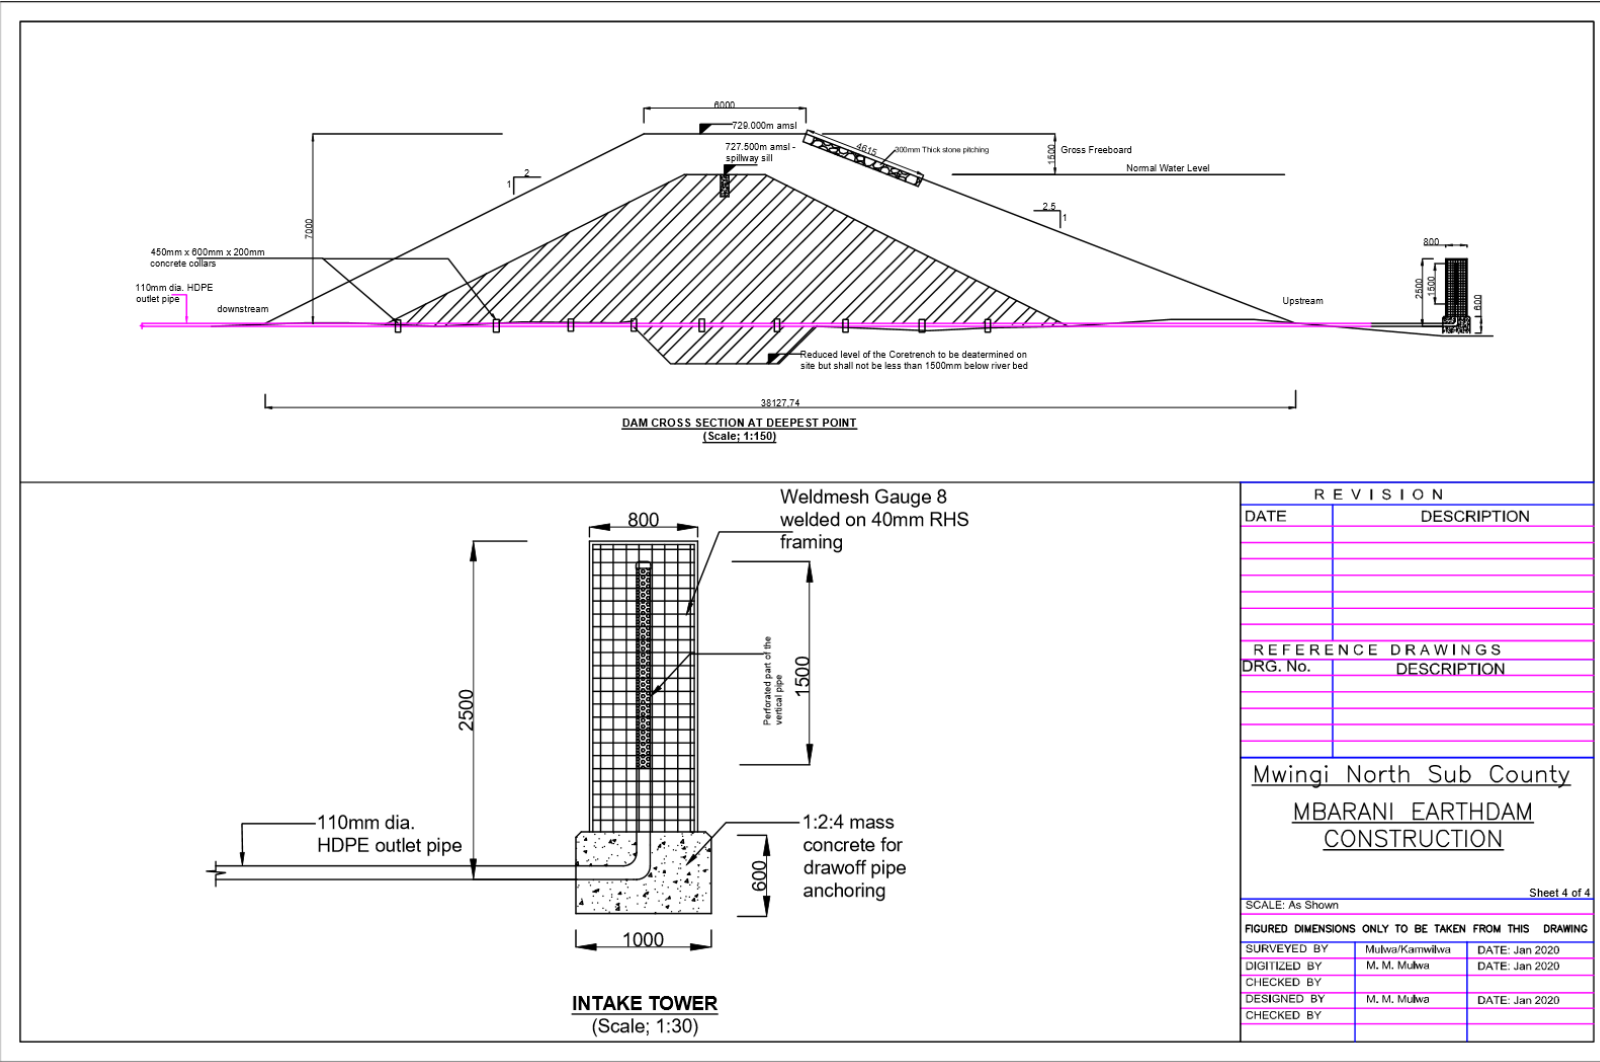 6000
729.000m amsl
727.500m amsl -
spillway sill
4615
300mm Thick stone pitching
1500
Gross Freeboard
Normal Water Level
2
1
2.5
1
7000
450mm x 600mm x 200mm
concrete collars
110mm dia. HDPE
outlet pipe
downstream
Upstream
800
2500
1500
600
Reduced level of the Coretrench to be deatermined on
site but shall not be less than 1500mm below river bed
38127.74
DAM CROSS SECTION AT DEEPEST POINT
(Scale; 1:150)
Weldmesh Gauge 8
welded on 40mm RHS
framing
800
2500
Perforated part of the
vertical pipe
1500
110mm dia.
HDPE outlet pipe
1:2:4 mass
concrete for
drawoff pipe
anchoring
600
1000
INTAKE TOWER
(Scale; 1:30)
REVISION
DATE DESCRIPTION
REFERENCE DRAWINGS
DRG. No. DESCRIPTION
Mwingi North Sub County
MBARANI EARTHDAM
CONSTRUCTION
Sheet 4 of 4
SCALE: As Shown
FIGURED DIMENSIONS ONLY TO BE TAKEN FROM THIS DRAWING
SURVEYED BY Mulwa/Kamwilwa DATE: Jan 2020
DIGITIZED BY M. M. Mulwa DATE: Jan 2020
CHECKED BY
DESIGNED BY M. M. Mulwa DATE: Jan 2020
CHECKED BY